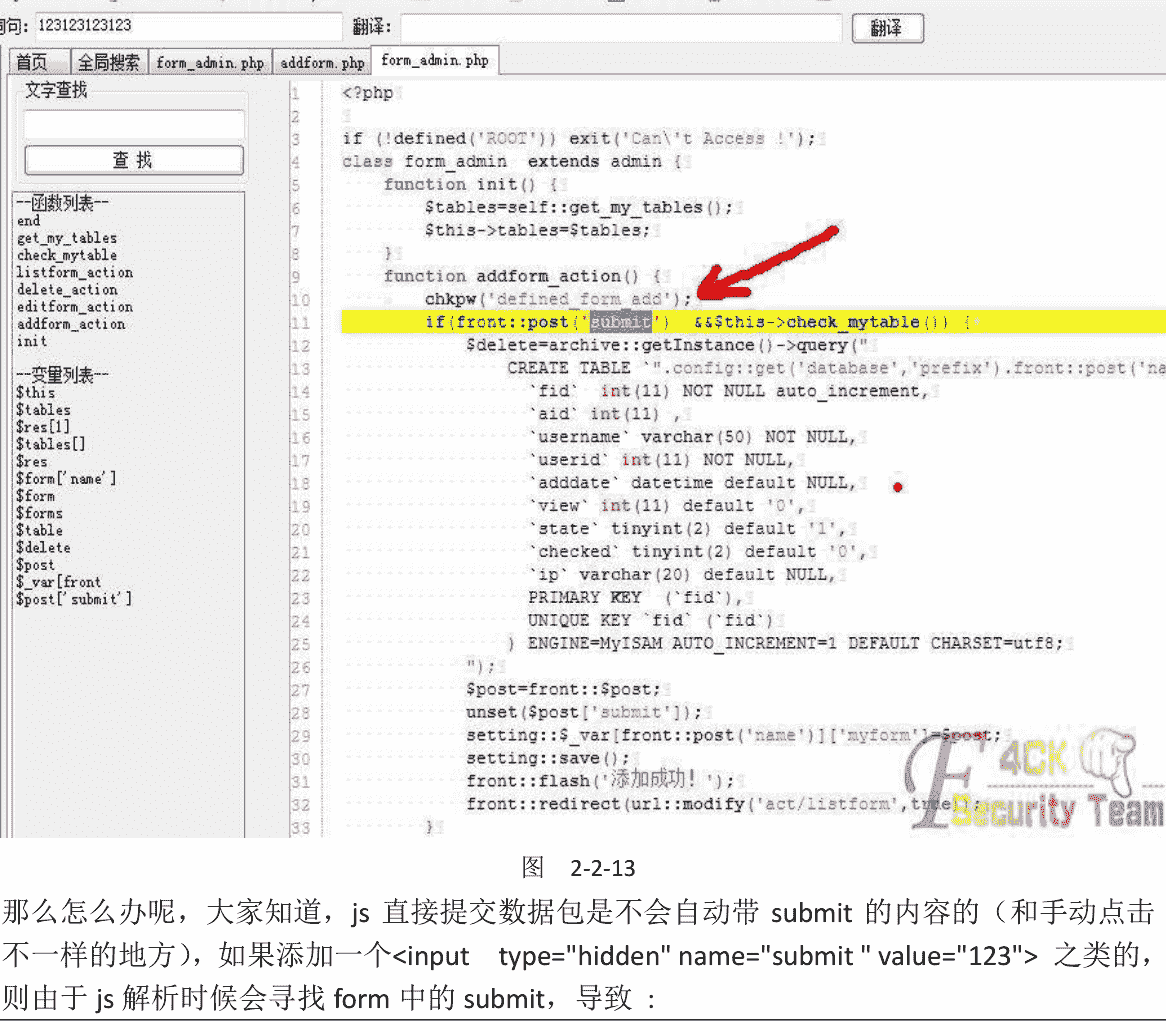 词句: 123123123123 翻译: 翻译
首页 全局搜索 form_admin.php addform.php form_admin.php
文字查找
查 找
--函数列表--
end
get_my_tables
check_mytable
listform_action
delete_action
editform_action
addform_action
init
--变量列表--
$this
$tables
$res[1]
$tables[]
$res
$form['name']
$form
$forms
$table
$delete
$post
$_var[front
$post['submit']
1 <?php
2
3 if (!defined('ROOT')) exit('Can\'t Access !');
4 class form_admin extends admin {
5 function init() {
6 $tables=self::get_my_tables();
7 $this->tables=$tables;
8 }
9 function addform_action() {
10 chkpw('defined_form_add');
11 if(front::post('submit') &&$this->check_mytable()) {
12 $delete=archive::getInstance()->query("
13 CREATE TABLE `".config::get('database','prefix').front::post('na
14 `fid` int(11) NOT NULL auto_increment,
15 `aid` int(11) ,
16 `username` varchar(50) NOT NULL,
17 `userid` int(11) NOT NULL,
18 `adddate` datetime default NULL,
19 `view` int(11) default '0',
20 `state` tinyint(2) default '1',
21 `checked` tinyint(2) default '0',
22 `ip` varchar(20) default NULL,
23 PRIMARY KEY (`fid`),
24 UNIQUE KEY `fid` (`fid`)
25 ) ENGINE=MyISAM AUTO_INCREMENT=1 DEFAULT CHARSET=utf8;
26 ");
27 $post=front::$post;
28 unset($post['submit']);
29 setting::$_var[front::post('name')]['myform']=$post;
30 setting::save();
31 front::flash('添加成功! ');
32 front::redirect(url::modify('act/listform',true));
33 }
F4CK
Security Team
图 2-2-13
那么怎么办呢，大家知道，js 直接提交数据包是不会自动带 submit 的内容的（和手动点击
不一样的地方），如果添加一个<input type="hidden" name="submit " value="123"> 之类的，
则由于 js 解析时候会寻找 form 中的 submit，导致 :